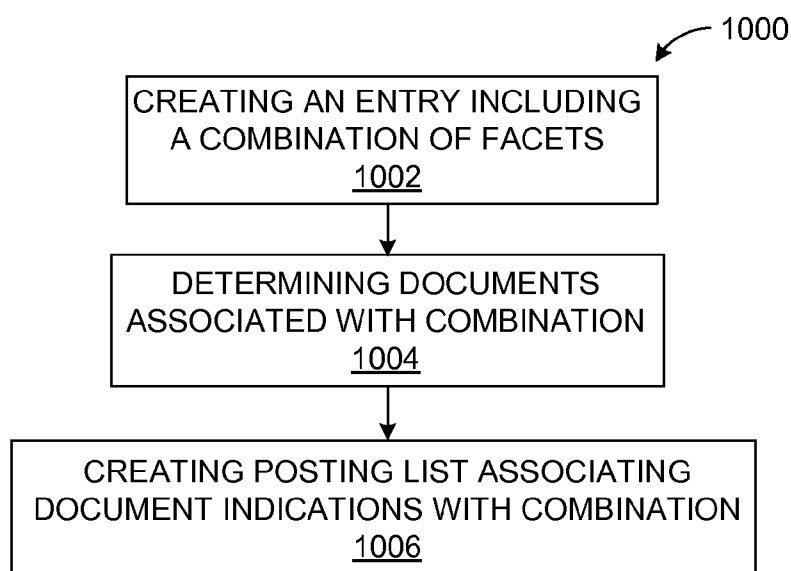 1000
CREATING AN ENTRY INCLUDING
A COMBINATION OF FACETS
1002
DETERMINING DOCUMENTS
ASSOCIATED WITH COMBINATION
1004
CREATING POSTING LIST ASSOCIATING
DOCUMENT INDICATIONS WITH COMBINATION
1006